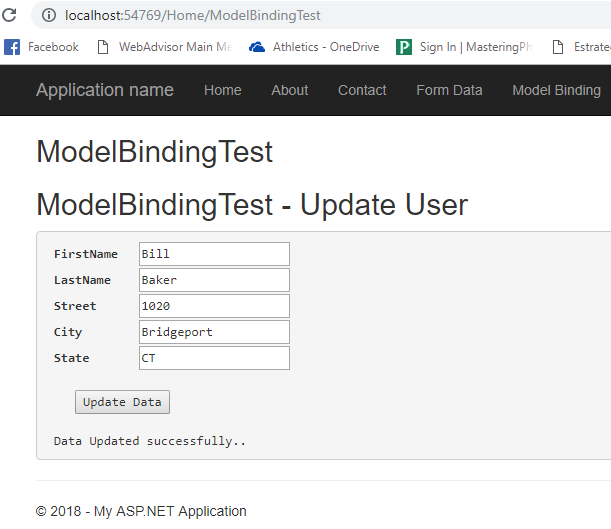 localhost:54769/Home/ModelBindingTest
Facebook WebAdvisor Main Me Athletics - OneDrive Sign In | MasteringPh Estrate
Application name Home About Contact Form Data Model Binding
ModelBindingTest
ModelBindingTest - Update User
FirstName Bill
LastName Baker
Street 1020
City Bridgeport
State CT
Update Data
Data Updated successfully..
© 2018 - My ASP.NET Application